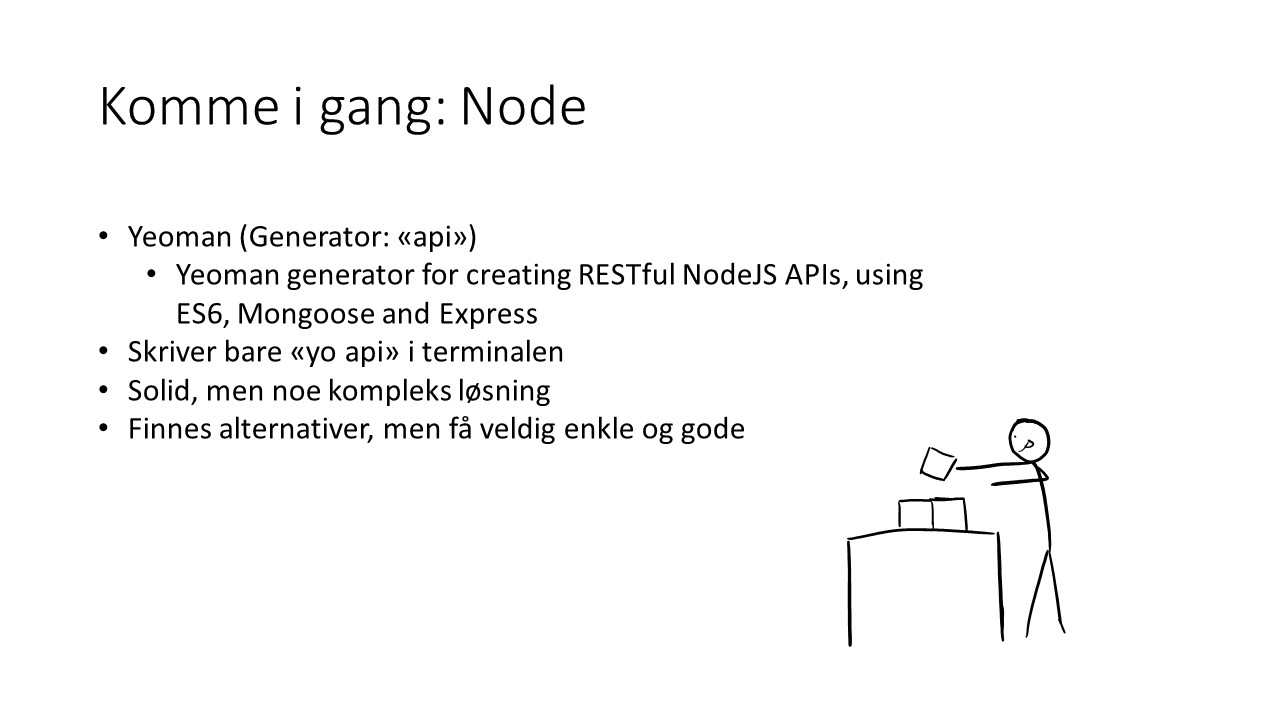 Komme i gang: Node
• Yeoman (Generator: «api»)
• Yeoman generator for creating RESTful NodeJS APIs, using
ES6, Mongoose and Express
• Skriver bare «yo api» i terminalen
• Solid, men noe kompleks løsning
• Finnes alternativer, men få veldig enkle og gode